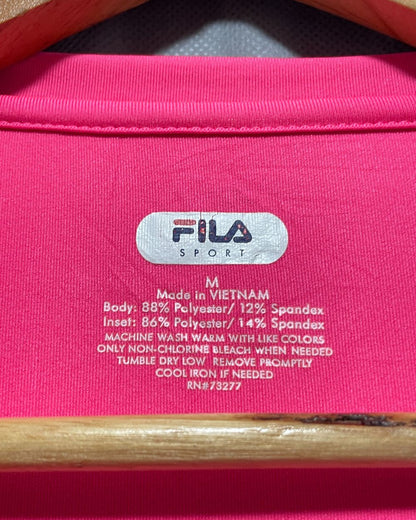 FILA
SPORT
M
Made in VIETNAM
Body: 88% Polyester/ 12% Spandex
Inset: 86% Polyester/ 14% Spandex
MACHINE WASH WARM WITH LIKE COLORS
ONLY NON-CHLORINE BLEACH WHEN NEEDED
TUMBLE DRY LOW REMOVE PROMPTLY
COOL IRON IF NEEDED
RN#73277